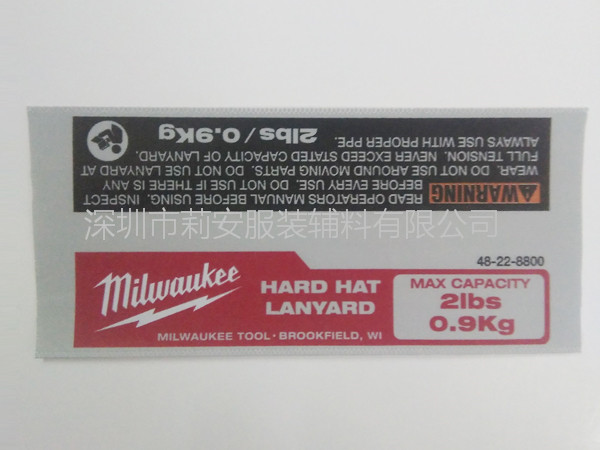 WARNING
READ OPERATORS MANUAL BEFORE USING. INSPECT
BEFORE EVERY USE. DO NOT USE IF THERE IS ANY
WEAR. DO NOT USE AROUND MOVING PARTS. DO NOT USE LANYARD AT
FULL TENSION. NEVER EXCEED STATED CAPACITY OF LANYARD.
ALWAYS USE WITH PROPER PPE.
2lbs / 0.9Kg
深圳市莉安服装辅料有限公司
48-22-8800
Milwaukee
HARD HAT
LANYARD
MAX CAPACITY
2lbs
0.9Kg
MILWAUKEE TOOL • BROOKFIELD, WI